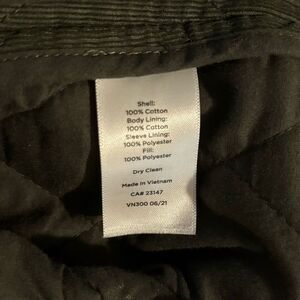 Shell:
100% Cotton
Body Lining:
100% Cotton
Sleeve Lining:
100% Polyester
Fill:
100% Polyester
Dry Clean
Made In Vietnam
CA# 23147
VN300 06/21